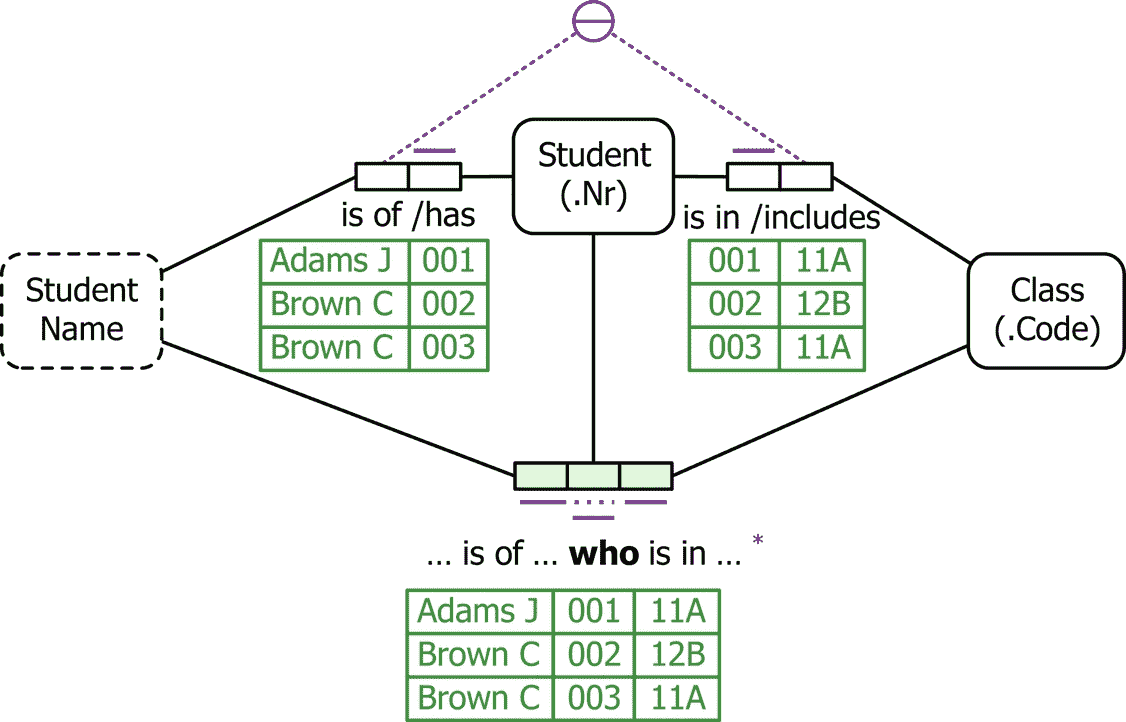 Student
(.Nr)
is of /has
is in /includes
Student
Name
Adams J 001
Brown C 002
Brown C 003
001 11A
002 12B
003 11A
Class
(.Code)
... is of ... who is in ... *
Adams J 001 11A
Brown C 002 12B
Brown C 003 11A